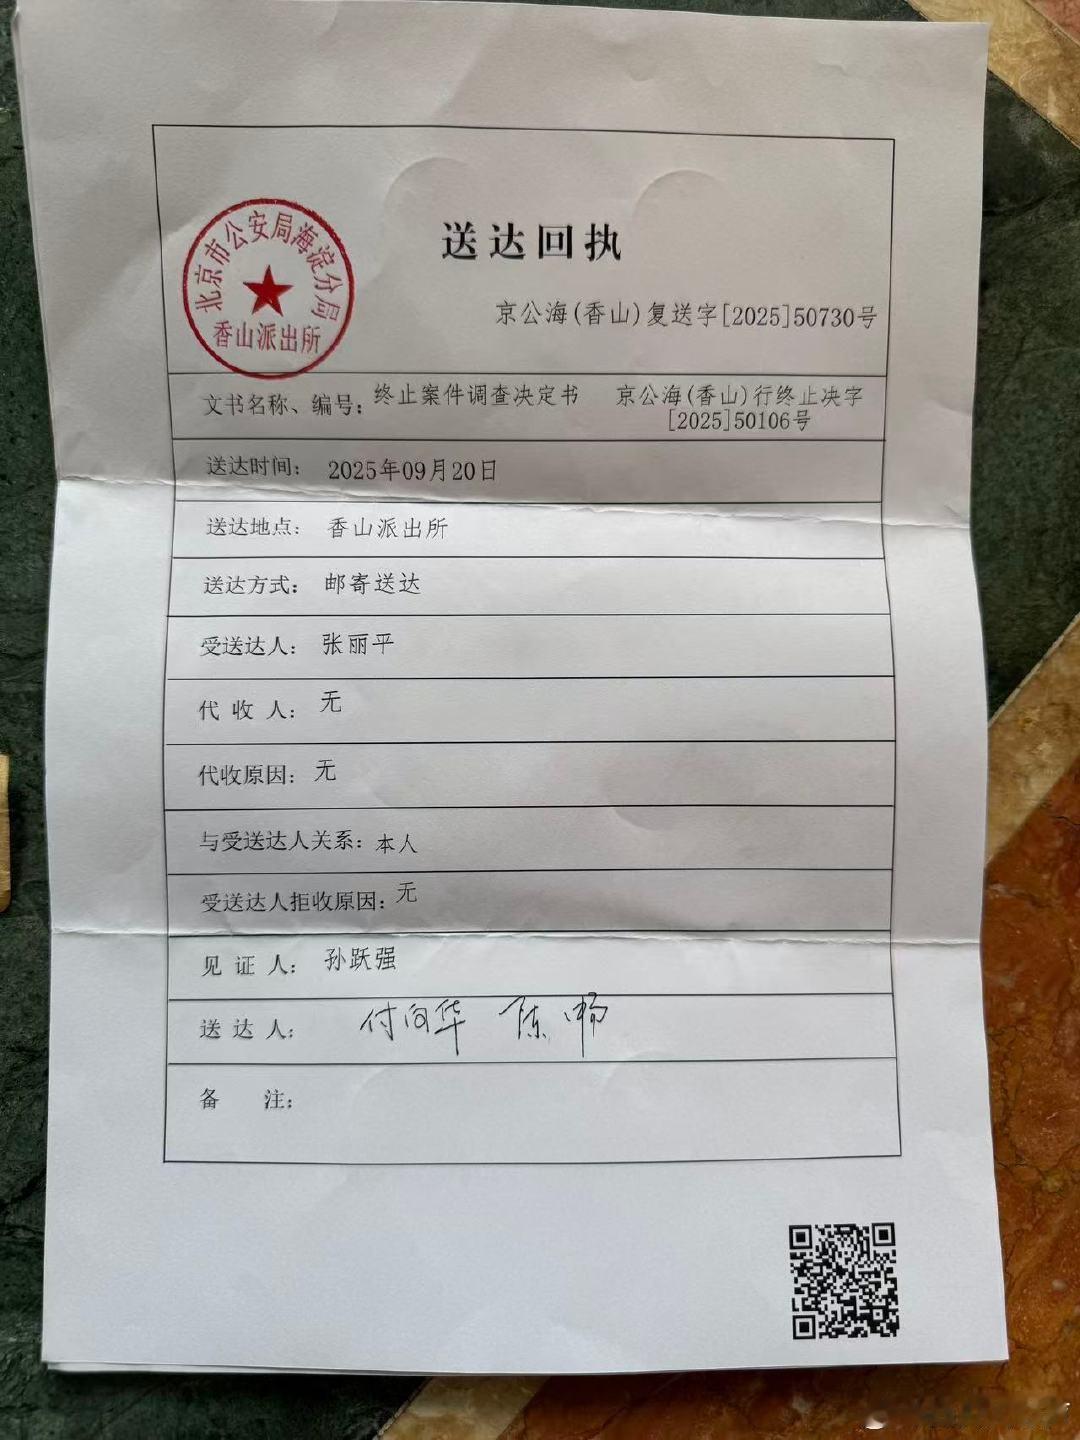 送达回执
北京市公安局海淀分局
香山派出所
京公海(香山)复送字[2025]50730号
文书名称、编号: 终止案件调查决定书 京公海(香山)行终止决字
[2025]50106号
送达时间: 2025年09月20日
送达地点: 香山派出所
送达方式: 邮寄送达
受送达人: 张丽平
代 收 人: 无
代收原因: 无
与受送达人关系: 本人
受送达人拒收原因: 无
见 证 人: 孙跃强
送 达 人: 付向华 陈畅
备 注: